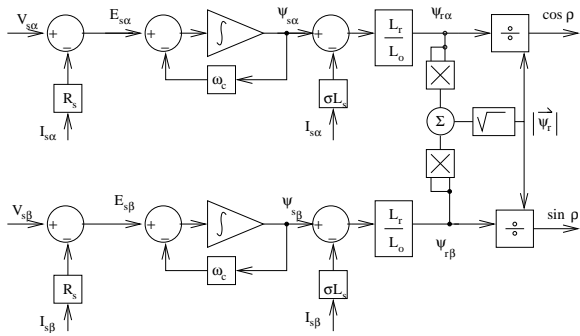 V_sα E_sα ψ_sα ψ_rα cos ρ
+ − + − ∫ + − L_r/L_o ÷
R_s ω_c σL_s ×
I_sα I_sα Σ √ |ψ_r|
×
V_sβ E_sβ ψ_sβ sin ρ
+ − + − ∫ + − L_r/L_o ÷
R_s ω_c σL_s ψ_rβ
I_sβ I_sβ